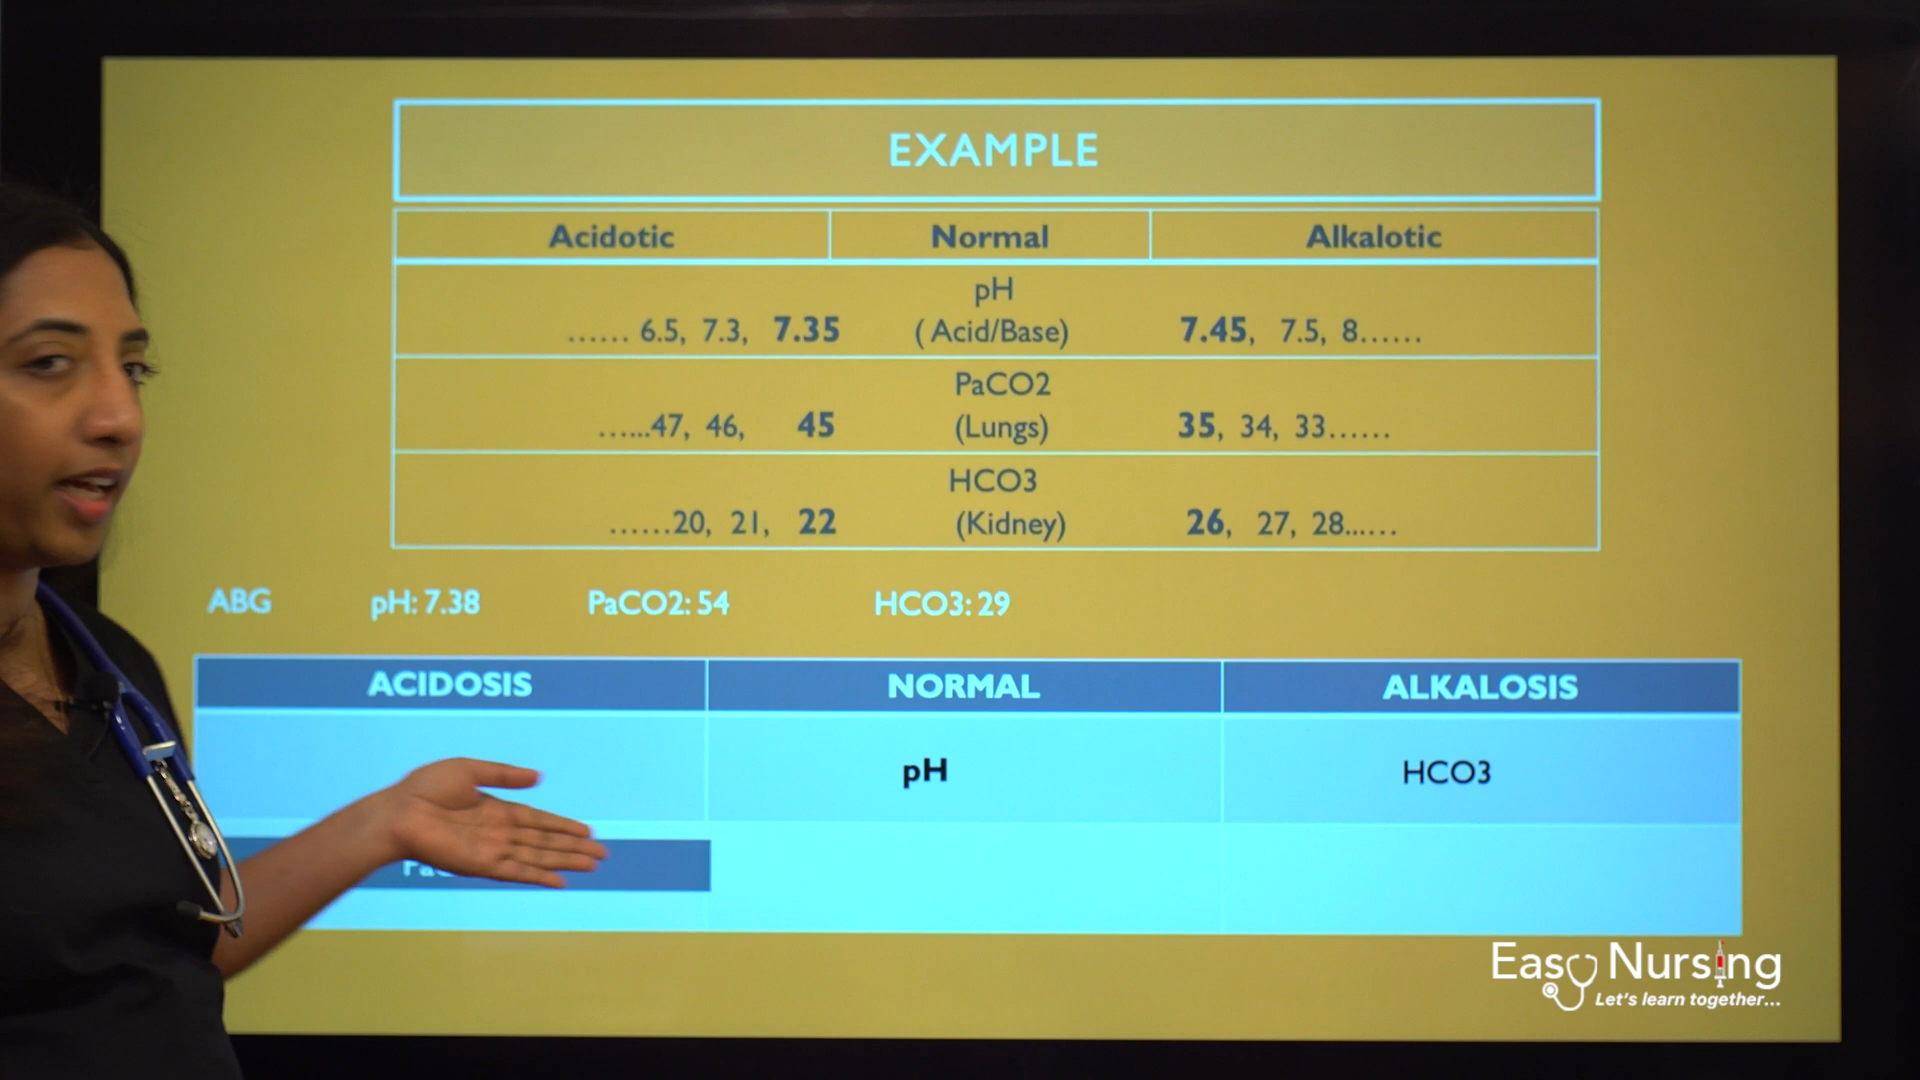 EXAMPLE
Acidotic Normal Alkalotic
pH
...... 6.5, 7.3, 7.35 ( Acid/Base) 7.45, 7.5, 8......
PaCO2
......47, 46, 45 (Lungs) 35, 34, 33......
HCO3
......20, 21, 22 (Kidney) 26, 27, 28......
ABG pH: 7.38 PaCO2: 54 HCO3: 29
ACIDOSIS NORMAL ALKALOSIS
pH HCO3
Easy Nursing
Let's learn together...